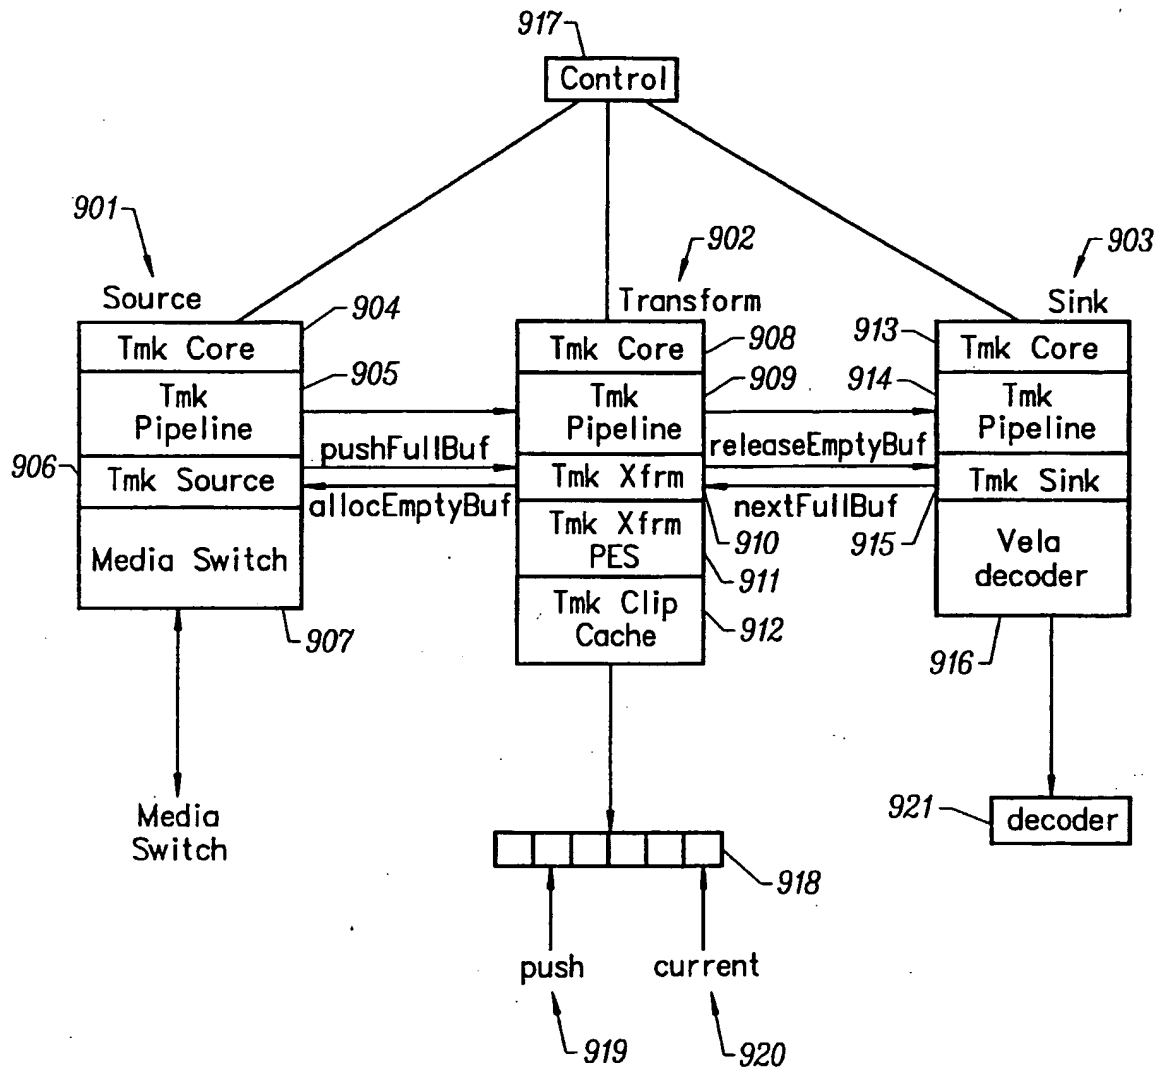 917
Control
901
902
903
Source
Transform
Sink
904
Tmk Core
908
Tmk Core
913
Tmk Core
905
Tmk
Pipeline
909
Tmk
Pipeline
914
Tmk
Pipeline
pushFullBuf
releaseEmptyBuf
906
Tmk Source
Tmk Xfrm
Tmk Sink
allocEmptyBuf
nextFullBuf
910
915
Media Switch
907
Tmk Xfrm
PES
911
Vela
decoder
916
Tmk Clip
Cache
912
Media
Switch
921
decoder
918
push
current
919
920